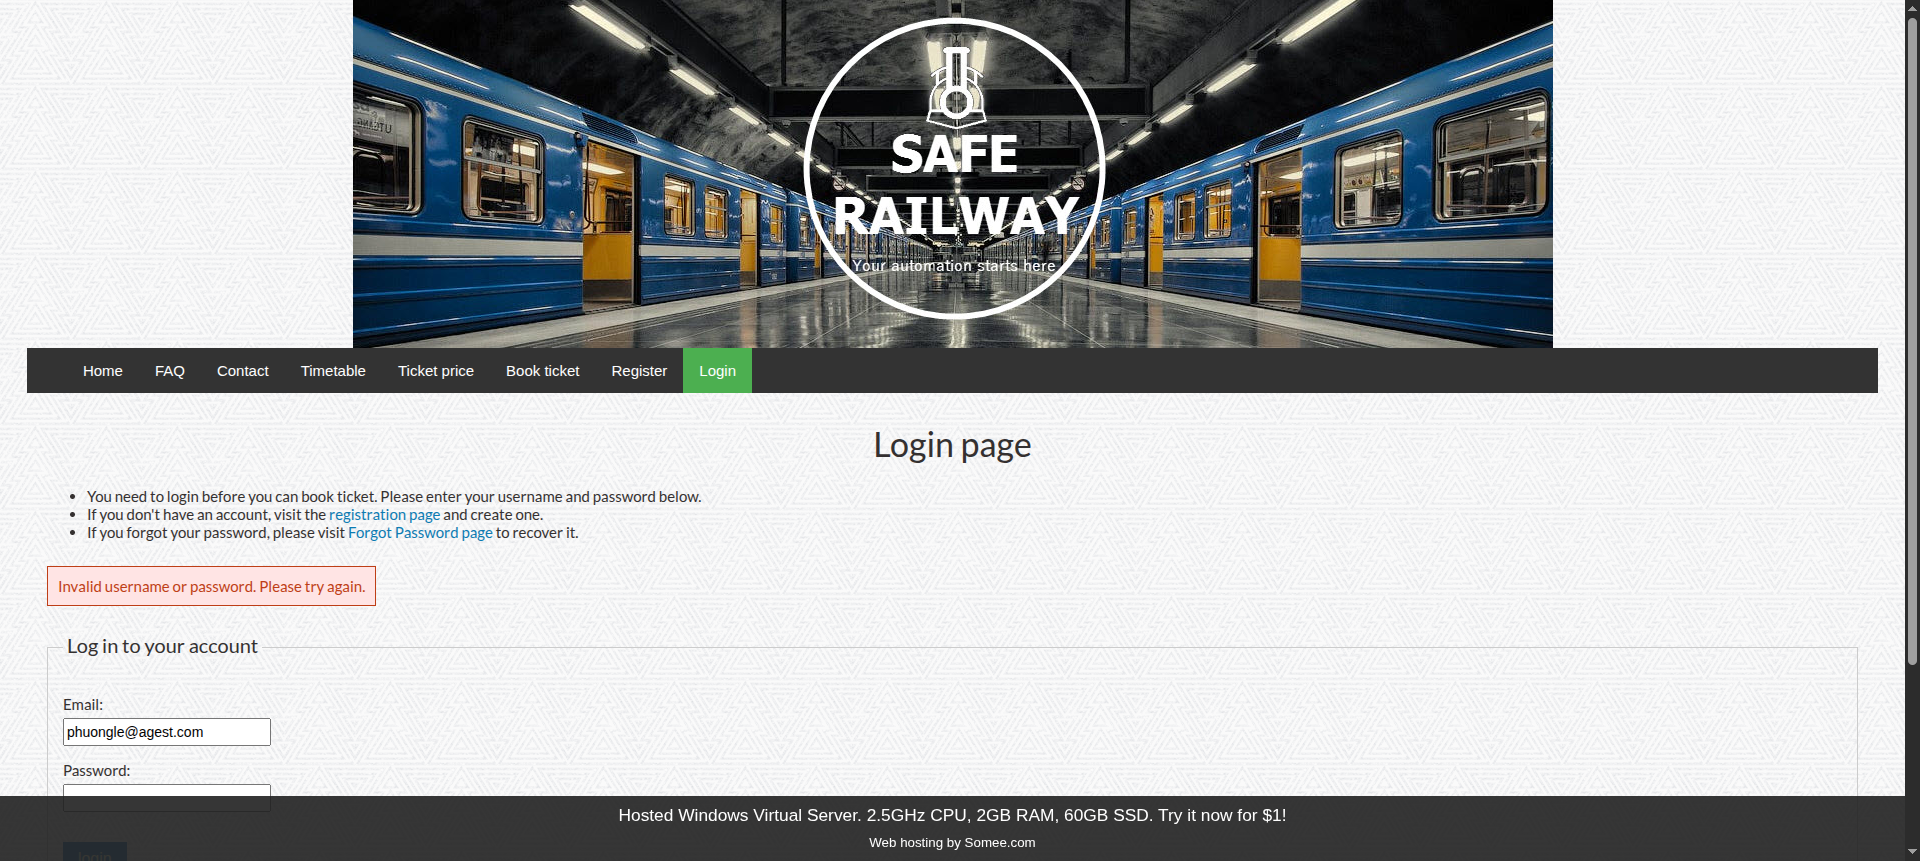 SAFE
RAILWAY
Your automation starts here
Home FAQ Contact Timetable Ticket price Book ticket Register Login
Login page
You need to login before you can book ticket. Please enter your username and password below.
If you don't have an account, visit the registration page and create one.
If you forgot your password, please visit Forgot Password page to recover it.
Invalid username or password. Please try again.
Log in to your account
Email:
phuongle@agest.com
Password:
Hosted Windows Virtual Server. 2.5GHz CPU, 2GB RAM, 60GB SSD. Try it now for $1!
Web hosting by Somee.com
login